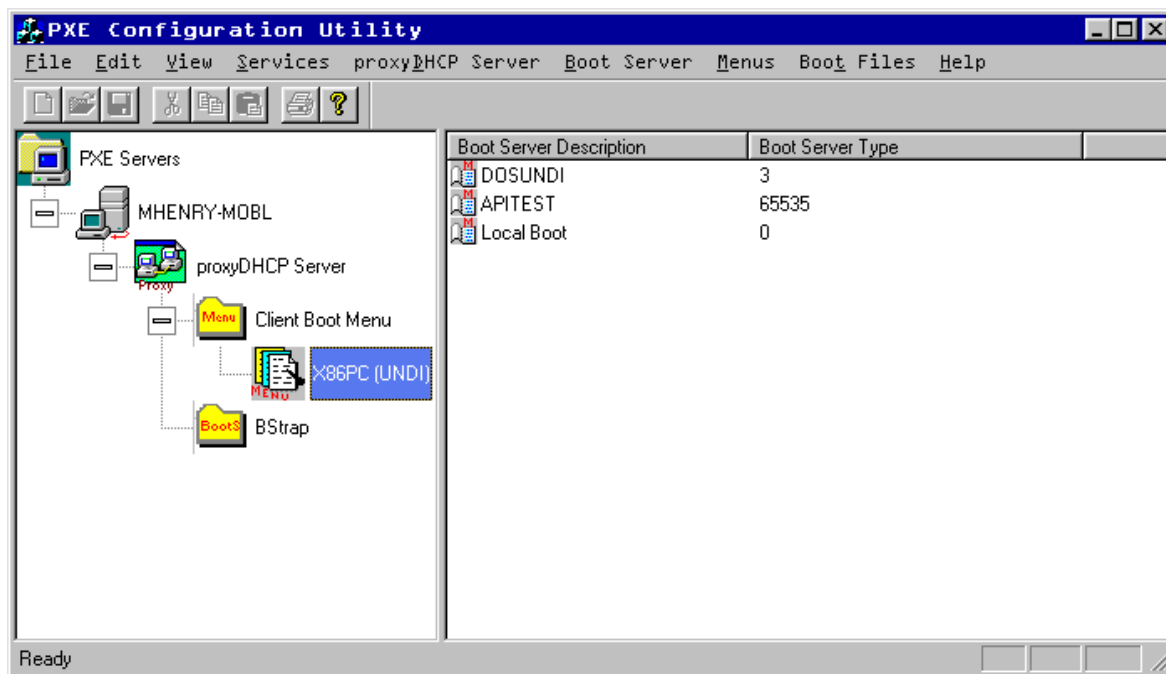 PXE Configuration Utility
File Edit View Services proxyDHCP Server Boot Server Menus Boot Files Help
PXE Servers
MHENRY-MOBL
proxyDHCP Server
Proxy
Menu Client Boot Menu
X86PC (UNDI)
MENU
BootS BStrap
Boot Server Description Boot Server Type
M DOSUNDI 3
M APITEST 65535
M Local Boot 0
Ready